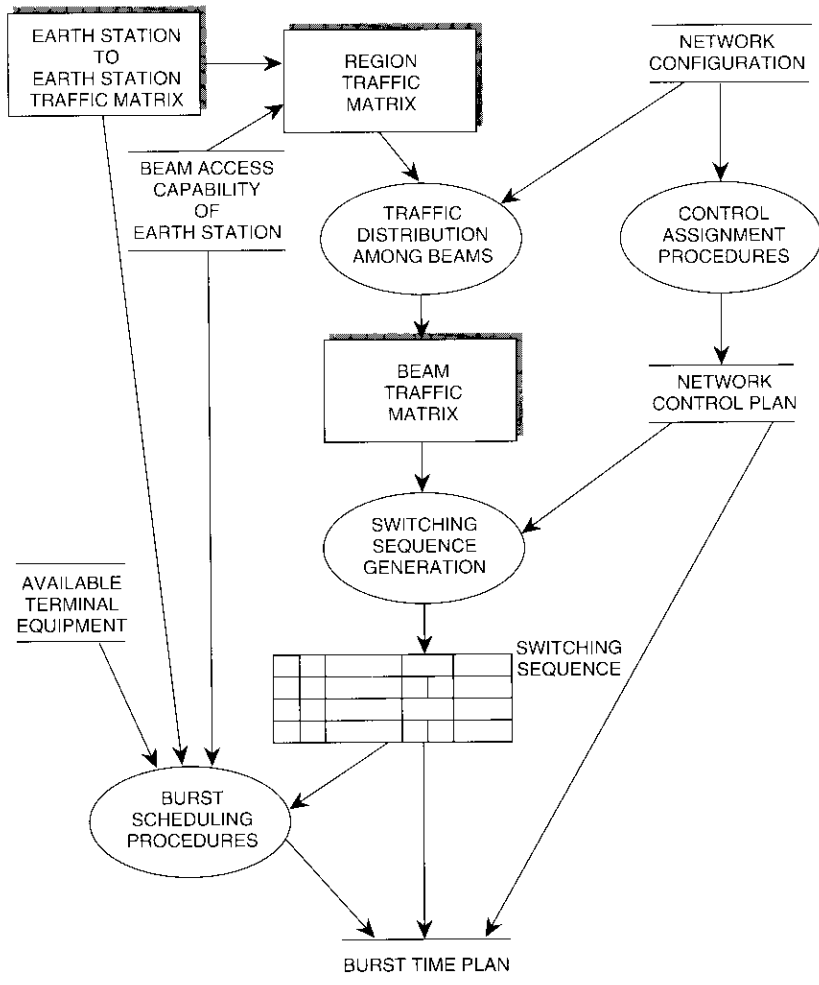 EARTH STATION
TO
EARTH STATION
TRAFFIC MATRIX
REGION
TRAFFIC
MATRIX
NETWORK
CONFIGURATION
BEAM ACCESS
CAPABILITY
OF
EARTH STATION
TRAFFIC
DISTRIBUTION
AMONG BEAMS
CONTROL
ASSIGNMENT
PROCEDURES
BEAM
TRAFFIC
MATRIX
NETWORK
CONTROL PLAN
SWITCHING
SEQUENCE
GENERATION
AVAILABLE
TERMINAL
EQUIPMENT
SWITCHING
SEQUENCE
BURST
SCHEDULING
PROCEDURES
BURST TIME PLAN